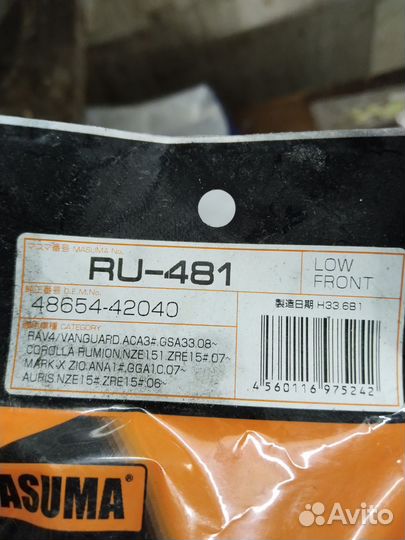 マスマ番号 MASUMA No.
RU-481
LOW
FRONT
純正番号 O.E.M.No.
48654-42040
製造日期 H33.6B1
適用車種 CATEGORY
RAV4/VANGUARD,ACA3#,GSA33.08~
COROLLA RUMION,NZE151,ZRE15#.07~
MARK-X ZIO,ANA1#,GGA10.07~
AURIS,NZE15#,ZRE15#.06~
4 560116 975242
MASUMA
Avito